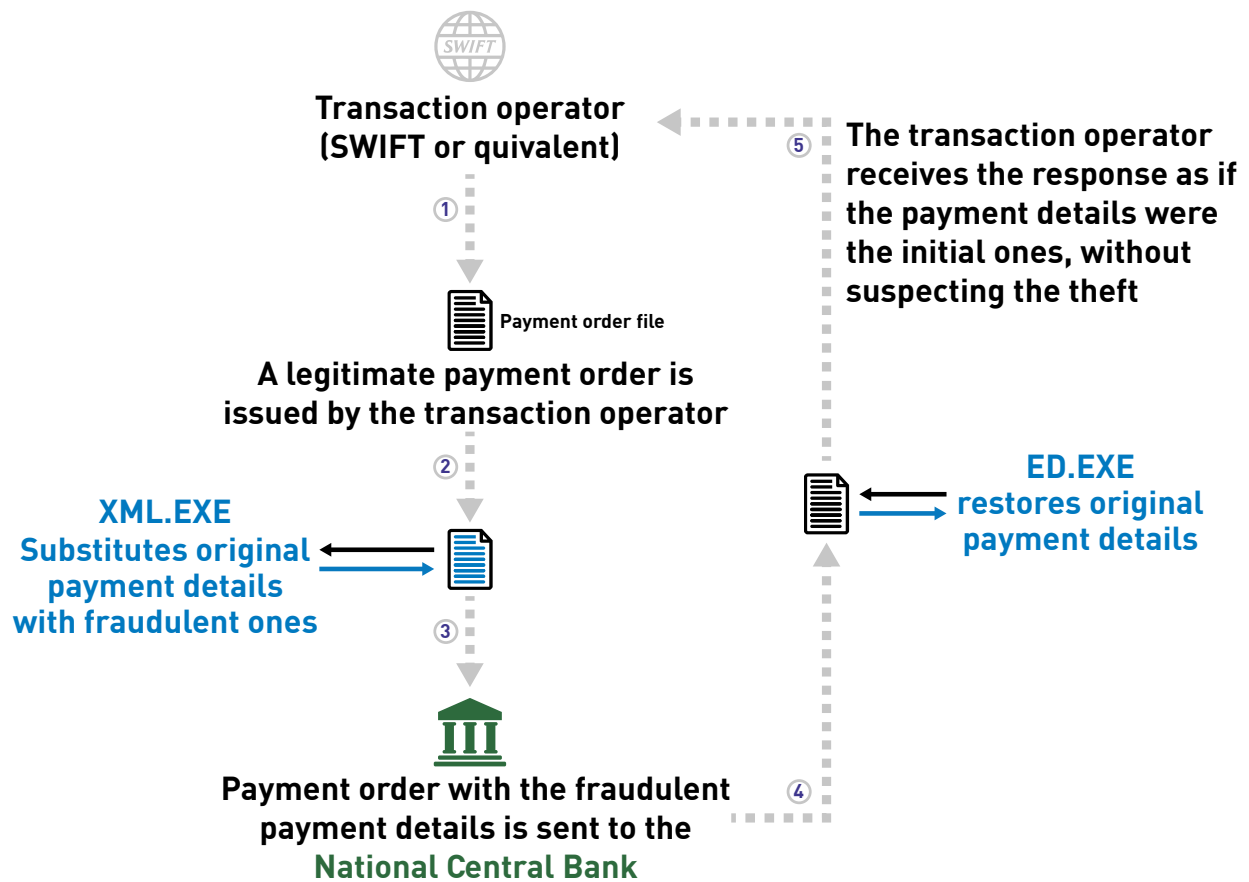 SWIFT
Transaction operator
(SWIFT or quivalent)
1
Payment order file
A legitimate payment order is
issued by the transaction operator
2
XML.EXE
Substitutes original
payment details
with fraudulent ones
3
Payment order with the fraudulent
payment details is sent to the
National Central Bank
4
ED.EXE
restores original
payment details
5
The transaction operator
receives the response as if
the payment details were
the initial ones, without
suspecting the theft